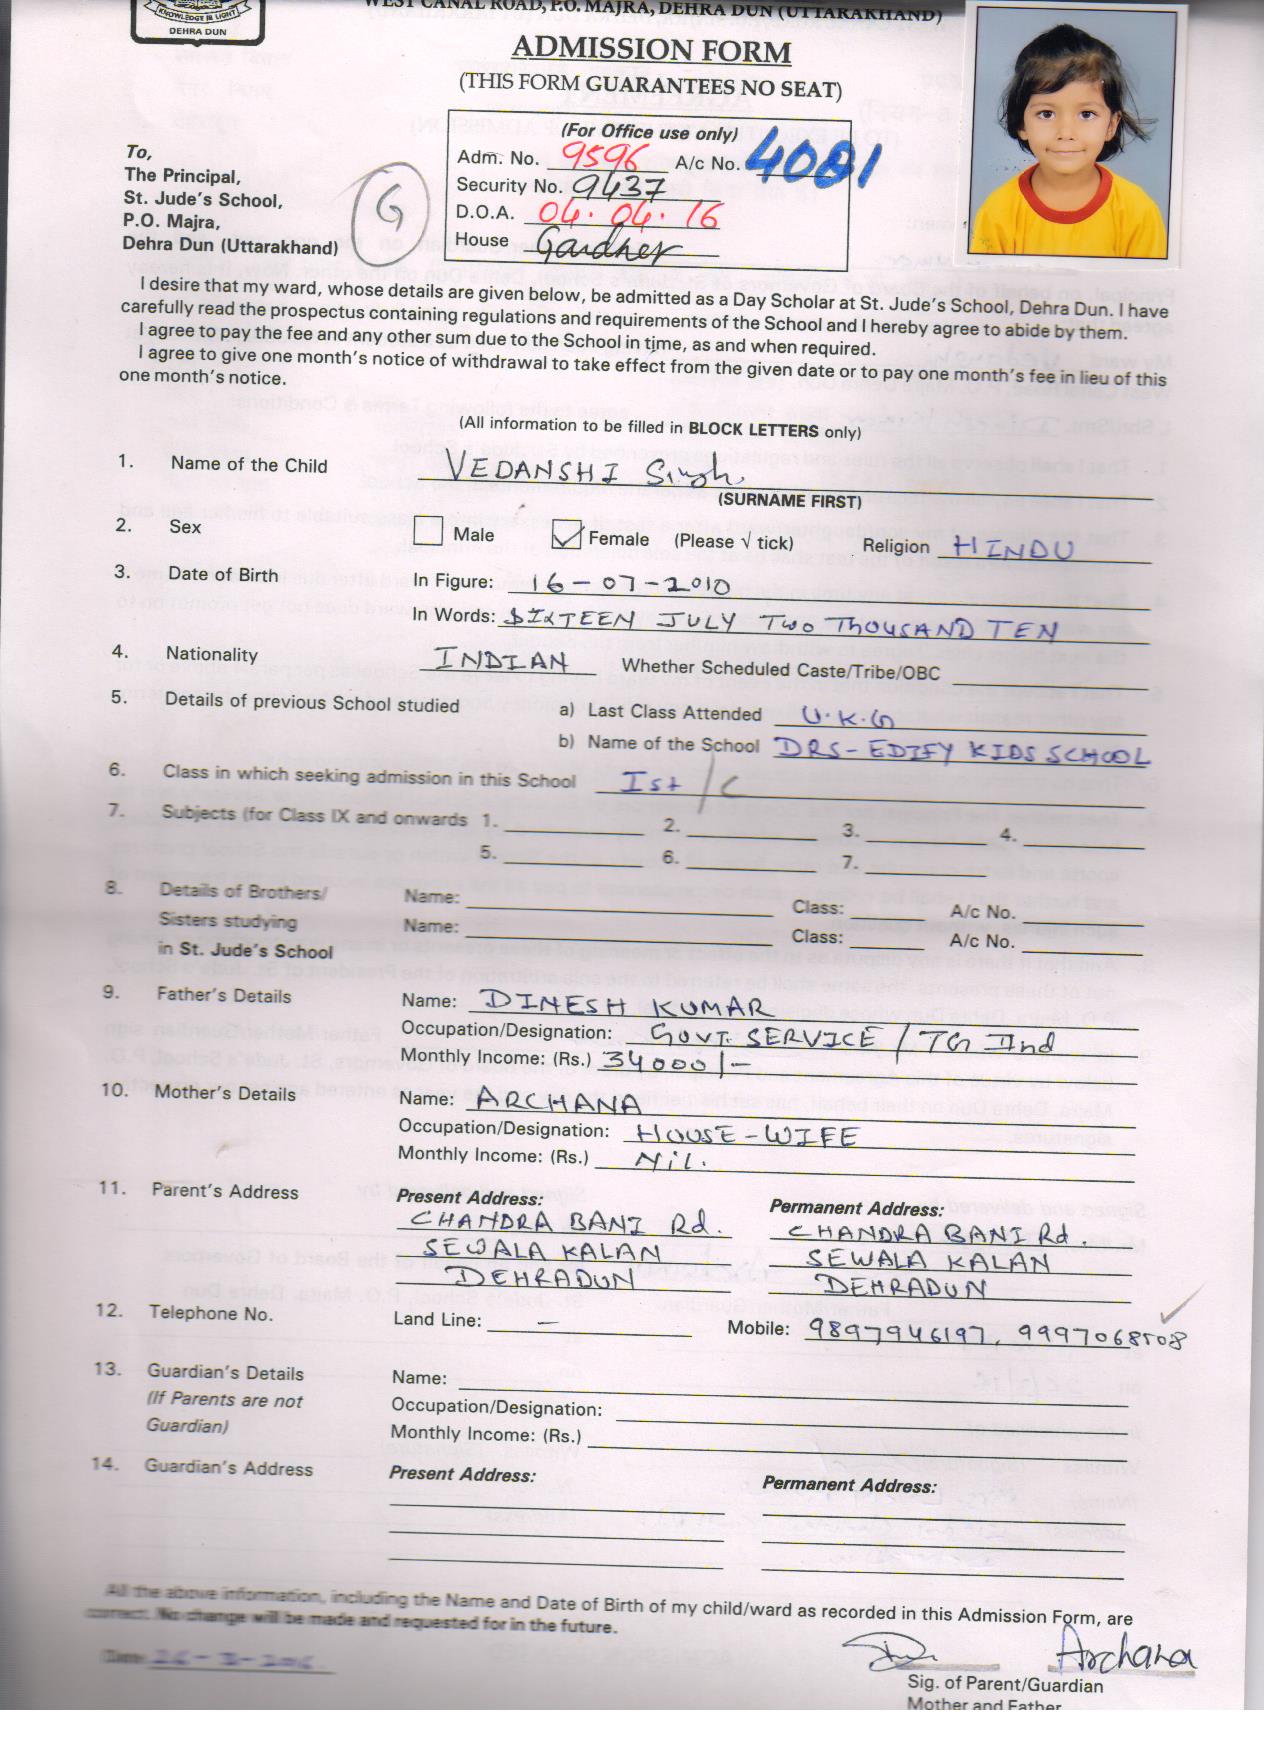 KNOWLEDGE IS LIGHT
DEHRA DUN
WEST CANAL ROAD, P.O. MAJRA, DEHRA DUN (UTTARAKHAND)
ADMISSION FORM
(THIS FORM GUARANTEES NO SEAT)
(For Office use only)
Adm. No. 9596 A/c No. 4081
Security No. 9437
D.O.A. 04.04.16
House Gardner
To,
The Principal,
St. Jude's School,
P.O. Majra,
Dehra Dun (Uttarakhand)
G
I desire that my ward, whose details are given below, be admitted as a Day Scholar at St. Jude's School, Dehra Dun. I have
carefully read the prospectus containing regulations and requirements of the School and I hereby agree to abide by them.
I agree to pay the fee and any other sum due to the School in time, as and when required.
I agree to give one month's notice of withdrawal to take effect from the given date or to pay one month's fee in lieu of this
one month's notice.
(All information to be filled in BLOCK LETTERS only)
1. Name of the Child VEDANSHI Singh
(SURNAME FIRST)
2. Sex Male Female (Please √ tick) Religion HINDU
3. Date of Birth In Figure: 16-07-2010
In Words: SIXTEEN JULY TWO THOUSAND TEN
4. Nationality INDIAN Whether Scheduled Caste/Tribe/OBC
5. Details of previous School studied a) Last Class Attended U.K.G
b) Name of the School DRS-EDIFY KIDS SCHOOL
6. Class in which seeking admission in this School Ist / C
7. Subjects (for Class IX and onwards 1. 2. 3. 4.
5. 6. 7.
8. Details of Brothers/ Name: Class: A/c No.
Sisters studying Name: Class: A/c No.
in St. Jude's School
9. Father's Details Name: DINESH KUMAR
Occupation/Designation: GOVT. SERVICE / TG IInd
Monthly Income: (Rs.) 34000/-
10. Mother's Details Name: ARCHANA
Occupation/Designation: HOUSE-WIFE
Monthly Income: (Rs.) Nil.
11. Parent's Address Present Address: Permanent Address:
CHANDRA BANI Rd. CHANDRA BANI Rd.
SEWALA KALAN SEWALA KALAN
DEHRADUN DEHRADUN
12. Telephone No. Land Line: — Mobile: 9897946197, 9997068508
13. Guardian's Details Name:
(If Parents are not Occupation/Designation:
Guardian) Monthly Income: (Rs.)
14. Guardian's Address Present Address: Permanent Address:
All the above information, including the Name and Date of Birth of my child/ward as recorded in this Admission Form, are
correct. No change will be made and requested for in the future.
Date: Archana
Sig. of Parent/Guardian
Mother and Father